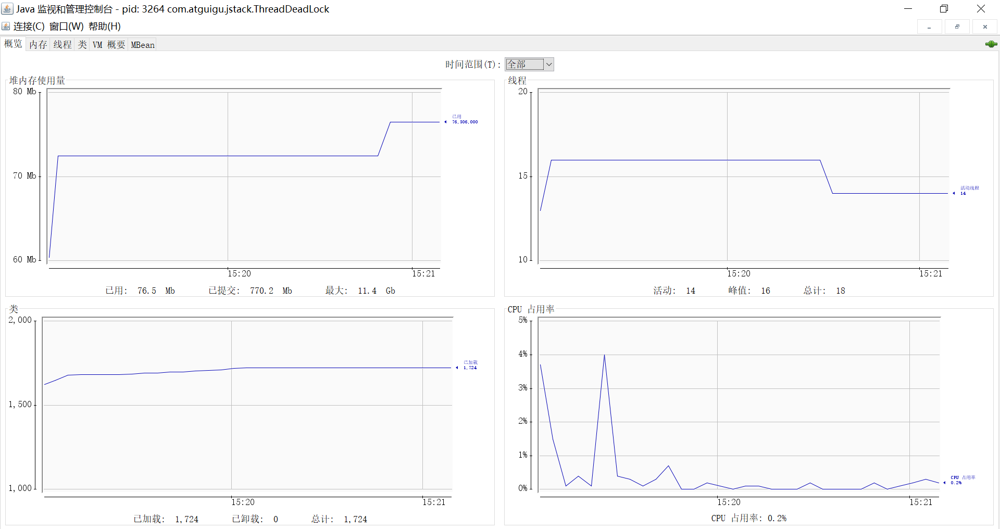 Java 监视和管理控制台 - pid: 3264 com.atguigu.jstack.ThreadDeadLock
连接(C) 窗口(W) 帮助(H)
概览 内存 线程 类 VM 概要 MBean
时间范围(T): 全部
堆内存使用量
80 Mb
70 Mb
60 Mb
已用
76,506,000
15:20 15:21
已用: 76.5 Mb 已提交: 770.2 Mb 最大: 11.4 Gb
线程
20
15
10
活动线程
14
15:20 15:21
活动: 14 峰值: 16 总计: 18
类
2,000
1,500
1,000
已加载
1,724
15:20 15:21
已加载: 1,724 已卸载: 0 总计: 1,724
CPU 占用率
5%
4%
3%
2%
1%
0%
CPU 占用率
0.2%
15:20 15:21
CPU 占用率: 0.2%